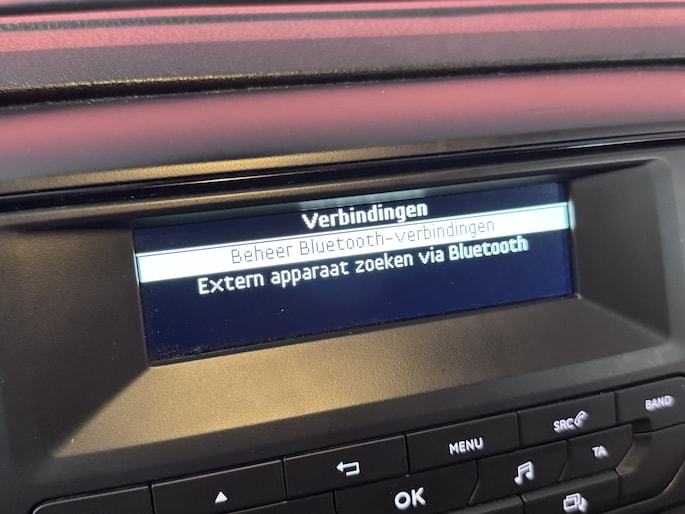 Verbindingen
Beheer Bluetooth-verbindingen
Extern apparaat zoeken via Bluetooth
BAND
SRC
MENU
TA
OK